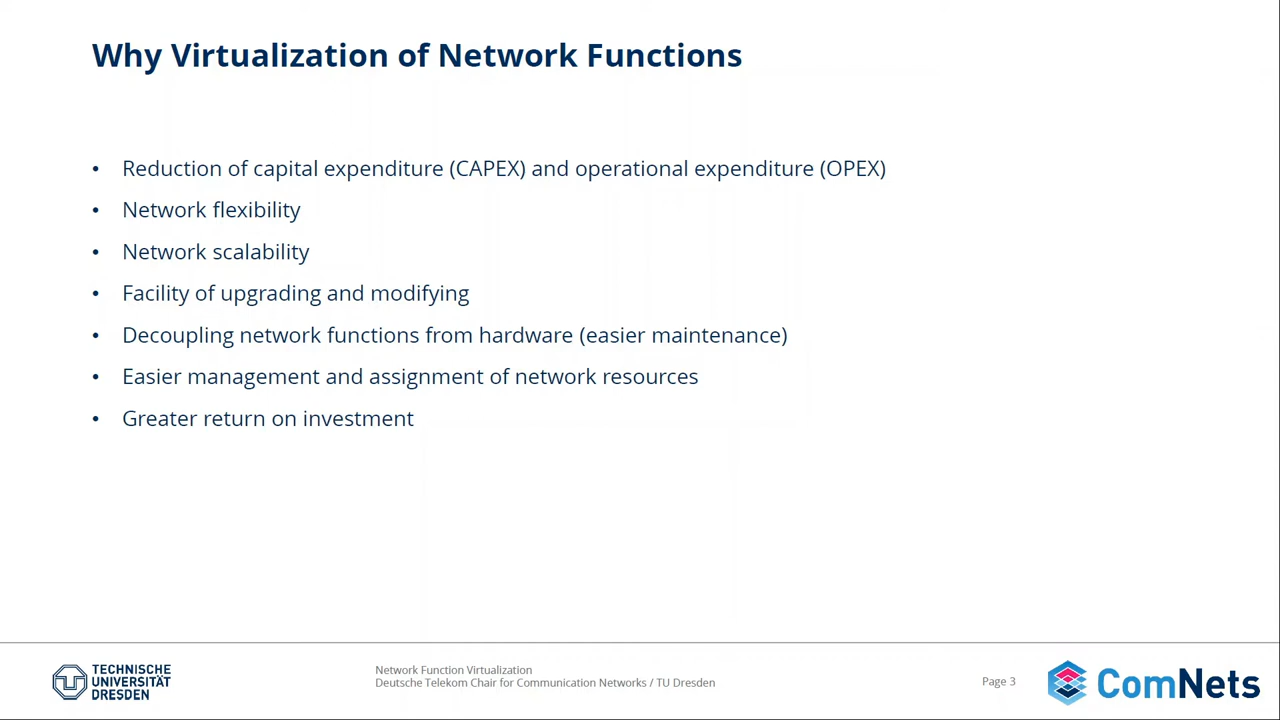 Why Virtualization of Network Functions
• Reduction of capital expenditure (CAPEX) and operational expenditure (OPEX)
• Network flexibility
• Network scalability
• Facility of upgrading and modifying
• Decoupling network functions from hardware (easier maintenance)
• Easier management and assignment of network resources
• Greater return on investment
TECHNISCHE
UNIVERSITÄT
DRESDEN
Network Function Virtualization
Deutsche Telekom Chair for Communication Networks / TU Dresden
Page 3
ComNets